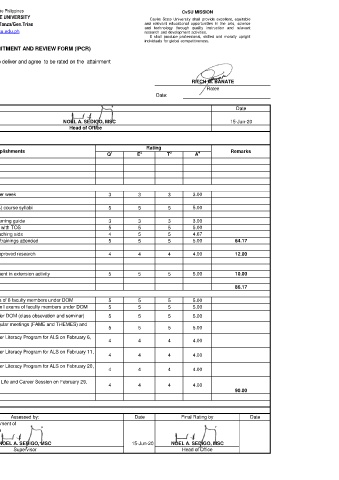 Philippine
E UNIVERSITY
Tanza/Gen.Trias
u.edu.ph
CvSU MISSION
Cavite State University shall provide excellent, equitable
and relevant educational opportunities in the arts, science
and technology through quality instruction and relevant
research and development activities.
It shall produce professional, skilled and morally upright
individuals for global competitiveness.
MITMENT AND REVIEW FORM (IPCR)
o deliver and agree to be rated on the attainment
Ratee
Date:
Date
NOEL A. SEDIGO, MSC
15-Jun-20
Head of Office
plishments
Rating
Remarks
Q¹ E² T³ A⁴
er week 3 3 3 3.00
) course syllabi 5 5 5 5.00
arning guide 3 3 3 3.00
with TOS 5 5 5 5.00
aching aids 4 5 5 4.67
trainings attended 5 5 5 5.00 64.17
pproved research 4 4 4 4.00 12.00
ent in extension activity 5 5 5 5.00 10.00
86.17
s of 8 faculty members under DOM 5 5 5 5.00
l exams of faculty members under DOM 5 5 5 5.00
er DOM (class observation and seminar) 5 5 5 5.00
ular meetings (FAME and THEMES) and 5 5 5 5.00
er Literacy Program for ALS on February 6, 4 4 4 4.00
er Literacy Program for ALS on February 11, 4 4 4 4.00
er Literacy Program for ALS on February 20, 4 4 4 4.00
Life and Career Session on February 29, 4 4 4 4.00
90.00
Assessed by: Date Final Rating by Date
NOEL A. SEDIGO, MSC 15-Jun-20 NOEL A. SEDIGO, MSC
Supervisor Head of Office